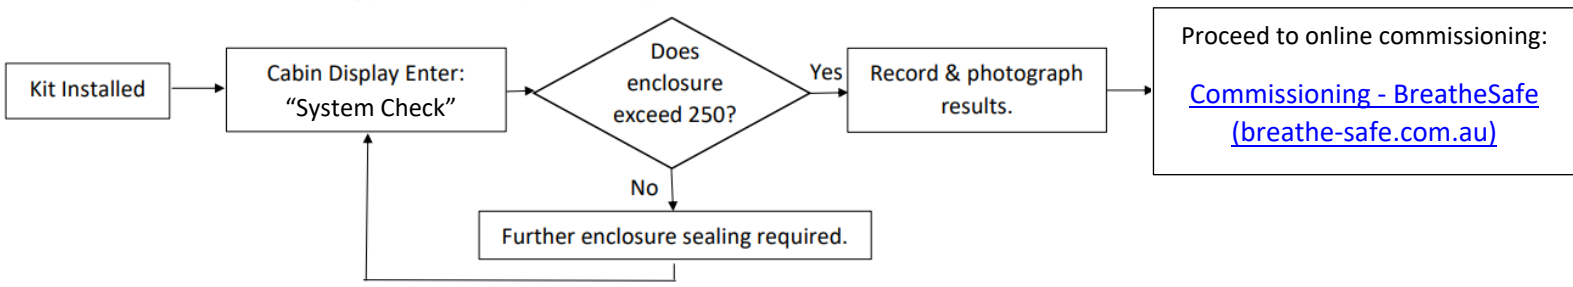 Kit Installed
Cabin Display Enter:
“System Check”
Does
enclosure
exceed 250?
Yes
Record & photograph
results.
Proceed to online commissioning:
Commissioning - BreatheSafe
(breathe-safe.com.au)
No
Further enclosure sealing required.